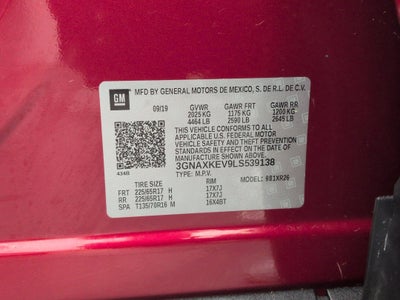 GM
MFD BY GENERAL MOTORS DE MEXICO, S. DE R.L. DE C.V.
09/19 GVWR GAWR FRT GAWR RR
2025 KG 1175 KG 1200 KG
4464 LB 2590 LB 2645 LB
THIS VEHICLE CONFORMS TO ALL APPLICABLE
U.S. FEDERAL MOTOR
VEHICLE SAFETY AND THEFT
PREVENTION STANDARDS IN EFFECT ON THE DATE
OF MANUFACTURE SHOWN ABOVE.
434B
3GNAXKEV9LS539138
TYPE: M.P.V. MODEL: 981XR26
TIRE SIZE RIM
FRT 225/65R17 H 17X7J
RR 225/65R17 H 17X7J
SPA T135/70R16 M 16X4BT